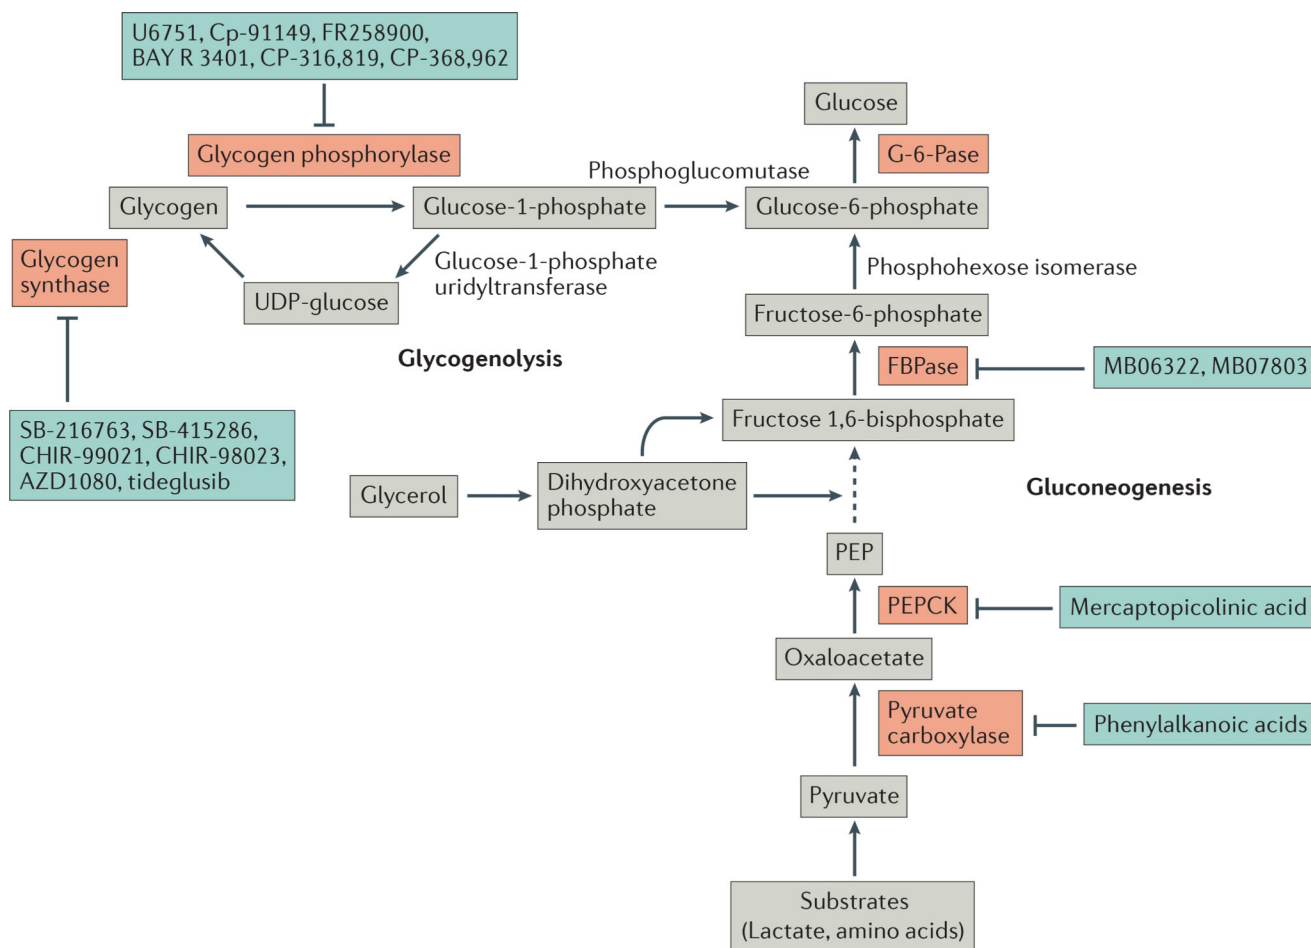 U6751, Cp-91149, FR258900,
BAY R 3401, CP-316,819, CP-368,962
Glycogen phosphorylase
Glucose
G-6-Pase
Phosphoglucomutase
Glycogen
Glucose-1-phosphate
Glucose-6-phosphate
Glycogen
synthase
Glucose-1-phosphate
uridyltransferase
UDP-glucose
Phosphohexose isomerase
Fructose-6-phosphate
Glycogenolysis
FBPase
MB06322, MB07803
SB-216763, SB-415286,
CHIR-99021, CHIR-98023,
AZD1080, tideglusib
Fructose 1,6-bisphosphate
Glycerol
Dihydroxyacetone
phosphate
Gluconeogenesis
PEP
PEPCK
Mercaptopicolinic acid
Oxaloacetate
Pyruvate
carboxylase
Phenylalkanoic acids
Pyruvate
Substrates
(Lactate, amino acids)